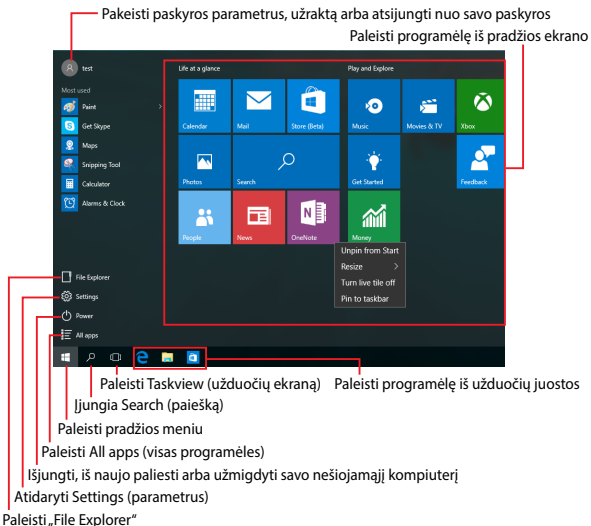 Pakeisti paskyros parametrus, užraktą arba atsijungti nuo savo paskyros
Paleisti programėlę iš pradžios ekrano
test
Life at a glance
Play and Explore
Most used
Paint
Get Skype
Maps
Snipping Tool
Calculator
Alarms & Clock
Calendar
Mail
Store (Beta)
Music
Movies & TV
Xbox
Photos
Search
Get Started
Feedback
People
News
OneNote
Money
Unpin from Start
Resize
Turn live tile off
Pin to taskbar
File Explorer
Settings
Power
All apps
Paleisti Taskview (užduočių ekraną)
Paleisti programėlę iš užduočių juostos
Įjungia Search (paiešką)
Paleisti pradžios meniu
Paleisti All apps (visas programėles)
Išjungti, iš naujo paliesti arba užmigdyti savo nešiojamąjį kompiuterį
Atidaryti Settings (parametrus)
Paleisti „File Explorer“